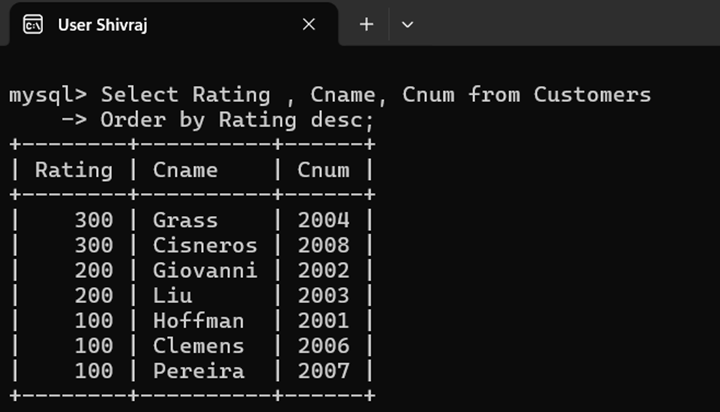 User Shivraj
mysql> Select Rating , Cname, Cnum from Customers
    -> Order by Rating desc;
+--------+----------+------+
| Rating | Cname    | Cnum |
+--------+----------+------+
|    300 | Grass    | 2004 |
|    300 | Cisneros | 2008 |
|    200 | Giovanni | 2002 |
|    200 | Liu      | 2003 |
|    100 | Hoffman  | 2001 |
|    100 | Clemens  | 2006 |
|    100 | Pereira  | 2007 |
+--------+----------+------+